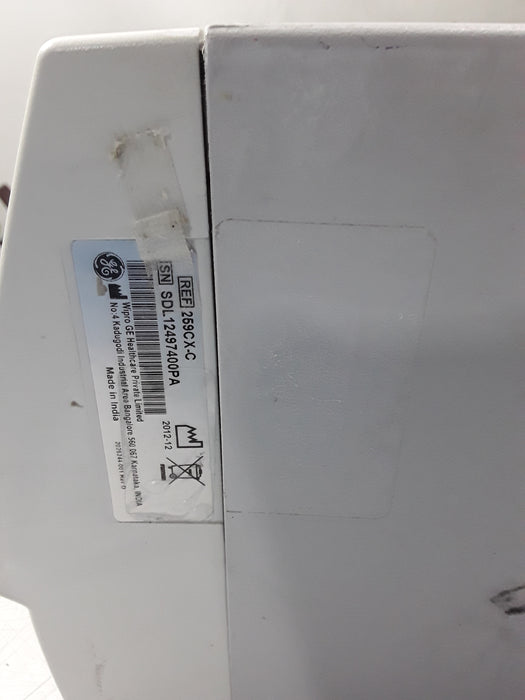 REF 259CX-C
SN SDL12497400PA
2012-12
GE
Wipro GE Healthcare Private Limited
No:4 Kadugodi Industrial Area Bangalore 560 067 Karnataka, INDIA
Made in India